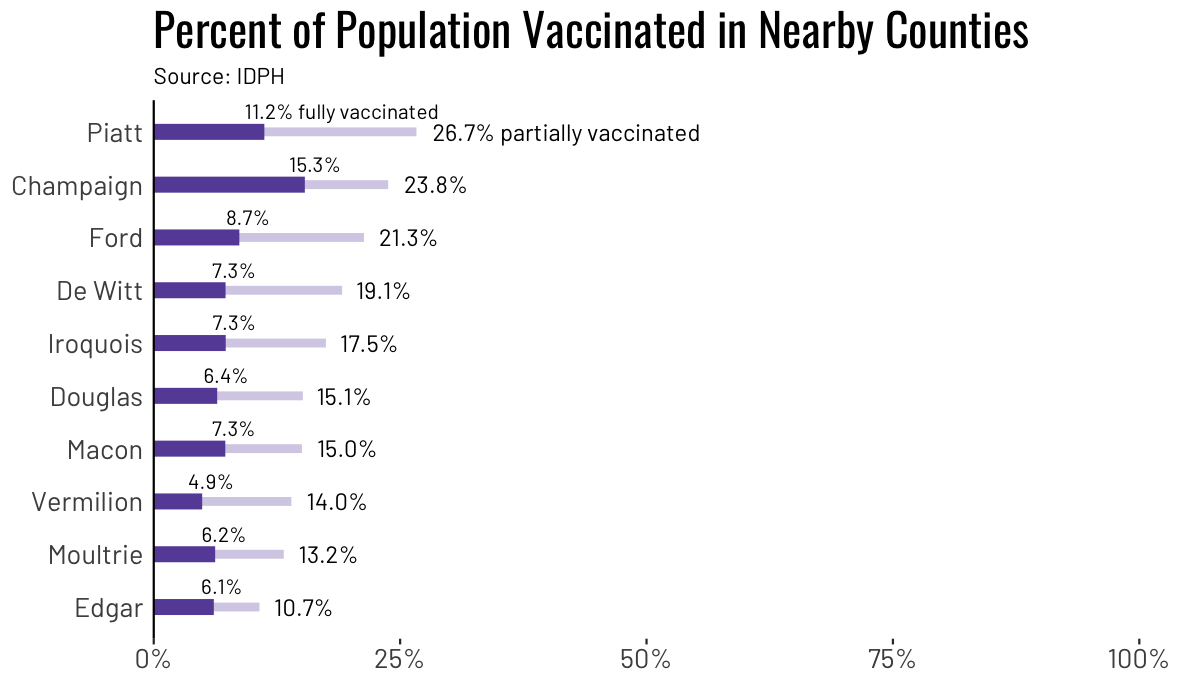 Percent of Population Vaccinated in Nearby Counties
Source: IDPH
11.2% fully vaccinated
Piatt 26.7% partially vaccinated
15.3%
Champaign 23.8%
8.7%
Ford 21.3%
7.3%
De Witt 19.1%
7.3%
Iroquois 17.5%
6.4%
Douglas 15.1%
7.3%
Macon 15.0%
4.9%
Vermilion 14.0%
6.2%
Moultrie 13.2%
6.1%
Edgar 10.7%
0% 25% 50% 75% 100%